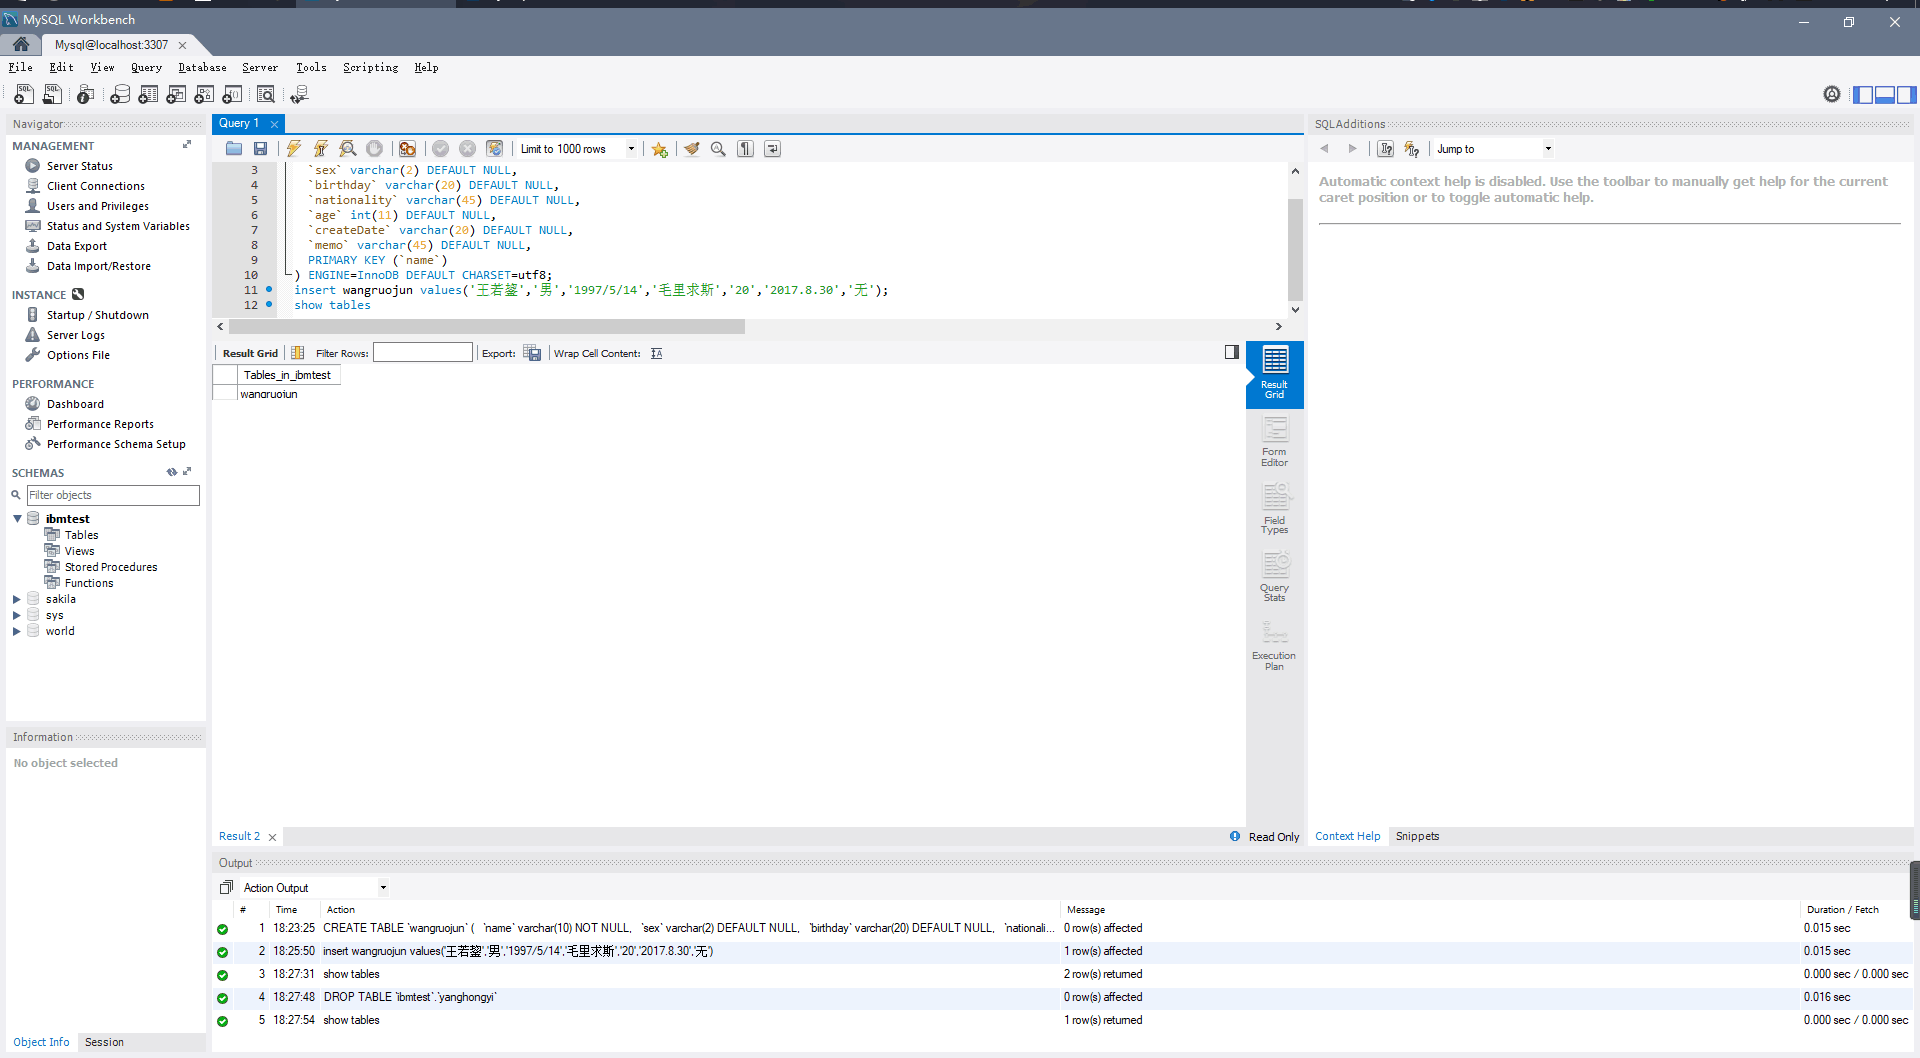 MySQL Workbench
Mysql@localhost:3307
File Edit View Query Database Server Tools Scripting Help
Navigator
MANAGEMENT
Server Status
Client Connections
Users and Privileges
Status and System Variables
Data Export
Data Import/Restore
INSTANCE
Startup / Shutdown
Server Logs
Options File
PERFORMANCE
Dashboard
Performance Reports
Performance Schema Setup
SCHEMAS
Filter objects
ibmtest
Tables
Views
Stored Procedures
Functions
sakila
sys
world
Information
No object selected
Object Info Session
Query 1
Limit to 1000 rows
3 `sex` varchar(2) DEFAULT NULL,
4 `birthday` varchar(20) DEFAULT NULL,
5 `nationality` varchar(45) DEFAULT NULL,
6 `age` int(11) DEFAULT NULL,
7 `createDate` varchar(20) DEFAULT NULL,
8 `memo` varchar(45) DEFAULT NULL,
9 PRIMARY KEY (`name`)
10 ) ENGINE=InnoDB DEFAULT CHARSET=utf8;
11 insert wangruojun values('王若鋆','男','1997/5/14','毛里求斯','20','2017.8.30','无');
12 show tables
Result Grid Filter Rows: Export: Wrap Cell Content:
Tables_in_ibmtest
wangruojun
Result Grid
Form Editor
Field Types
Query Stats
Execution Plan
Result 2 Read Only
SQLAdditions
Jump to
Automatic context help is disabled. Use the toolbar to manually get help for the current
caret position or to toggle automatic help.
Context Help Snippets
Output
Action Output
# Time Action Message Duration / Fetch
1 18:23:25 CREATE TABLE `wangruojun` ( `name` varchar(10) NOT NULL, `sex` varchar(2) DEFAULT NULL, `birthday` varchar(20) DEFAULT NULL, `nationali... 0 row(s) affected 0.015 sec
2 18:25:50 insert wangruojun values('王若鋆','男','1997/5/14','毛里求斯','20','2017.8.30','无') 1 row(s) affected 0.015 sec
3 18:27:31 show tables 2 row(s) returned 0.000 sec / 0.000 sec
4 18:27:48 DROP TABLE `ibmtest`.`yanghongyi` 0 row(s) affected 0.016 sec
5 18:27:54 show tables 1 row(s) returned 0.000 sec / 0.000 sec